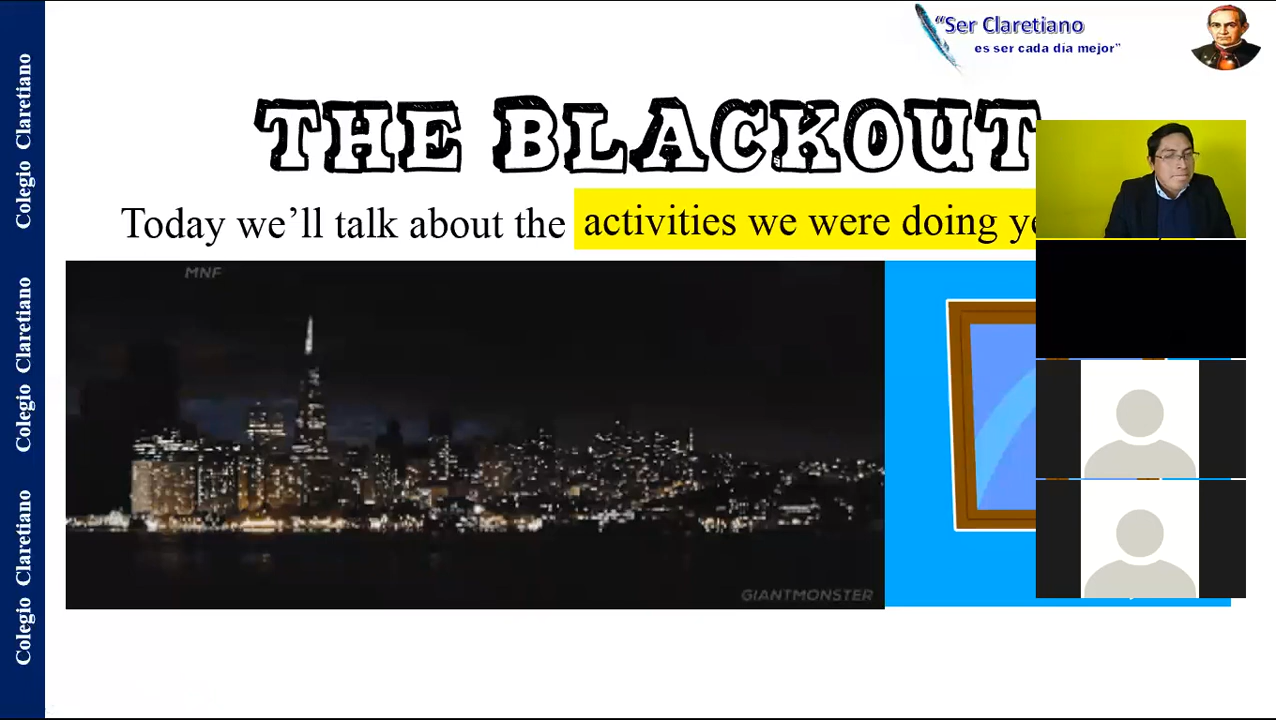 "Ser Claretiano
es ser cada día mejor"
THE BLACKOUT
Today we'll talk about the activities we were doing
MNF
GIANTMONSTER
Colegio Claretiano
Colegio Claretiano
Colegio Claretiano